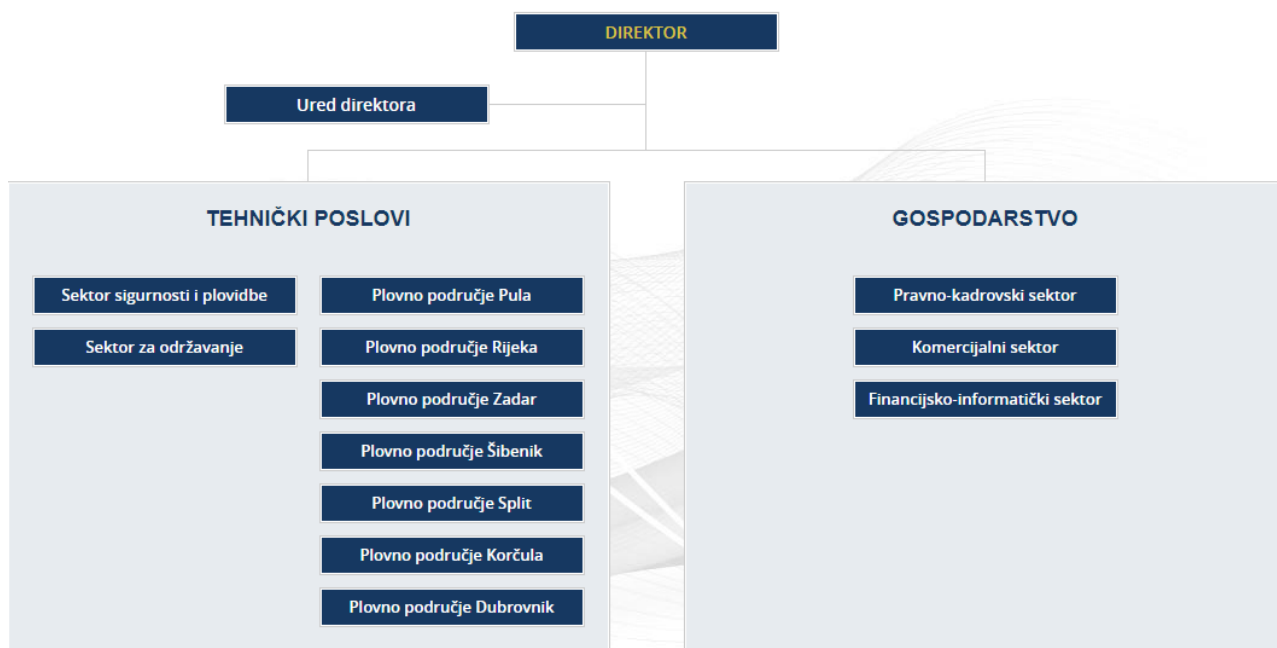 DIREKTOR
Ured direktora
TEHNIČKI POSLOVI
Sektor sigurnosti i plovidbe
Sektor za održavanje
Plovno područje Pula
Plovno područje Rijeka
Plovno područje Zadar
Plovno područje Šibenik
Plovno područje Split
Plovno područje Korčula
Plovno područje Dubrovnik
GOSPODARSTVO
Pravno-kadrovski sektor
Komercijalni sektor
Financijsko-informatički sektor